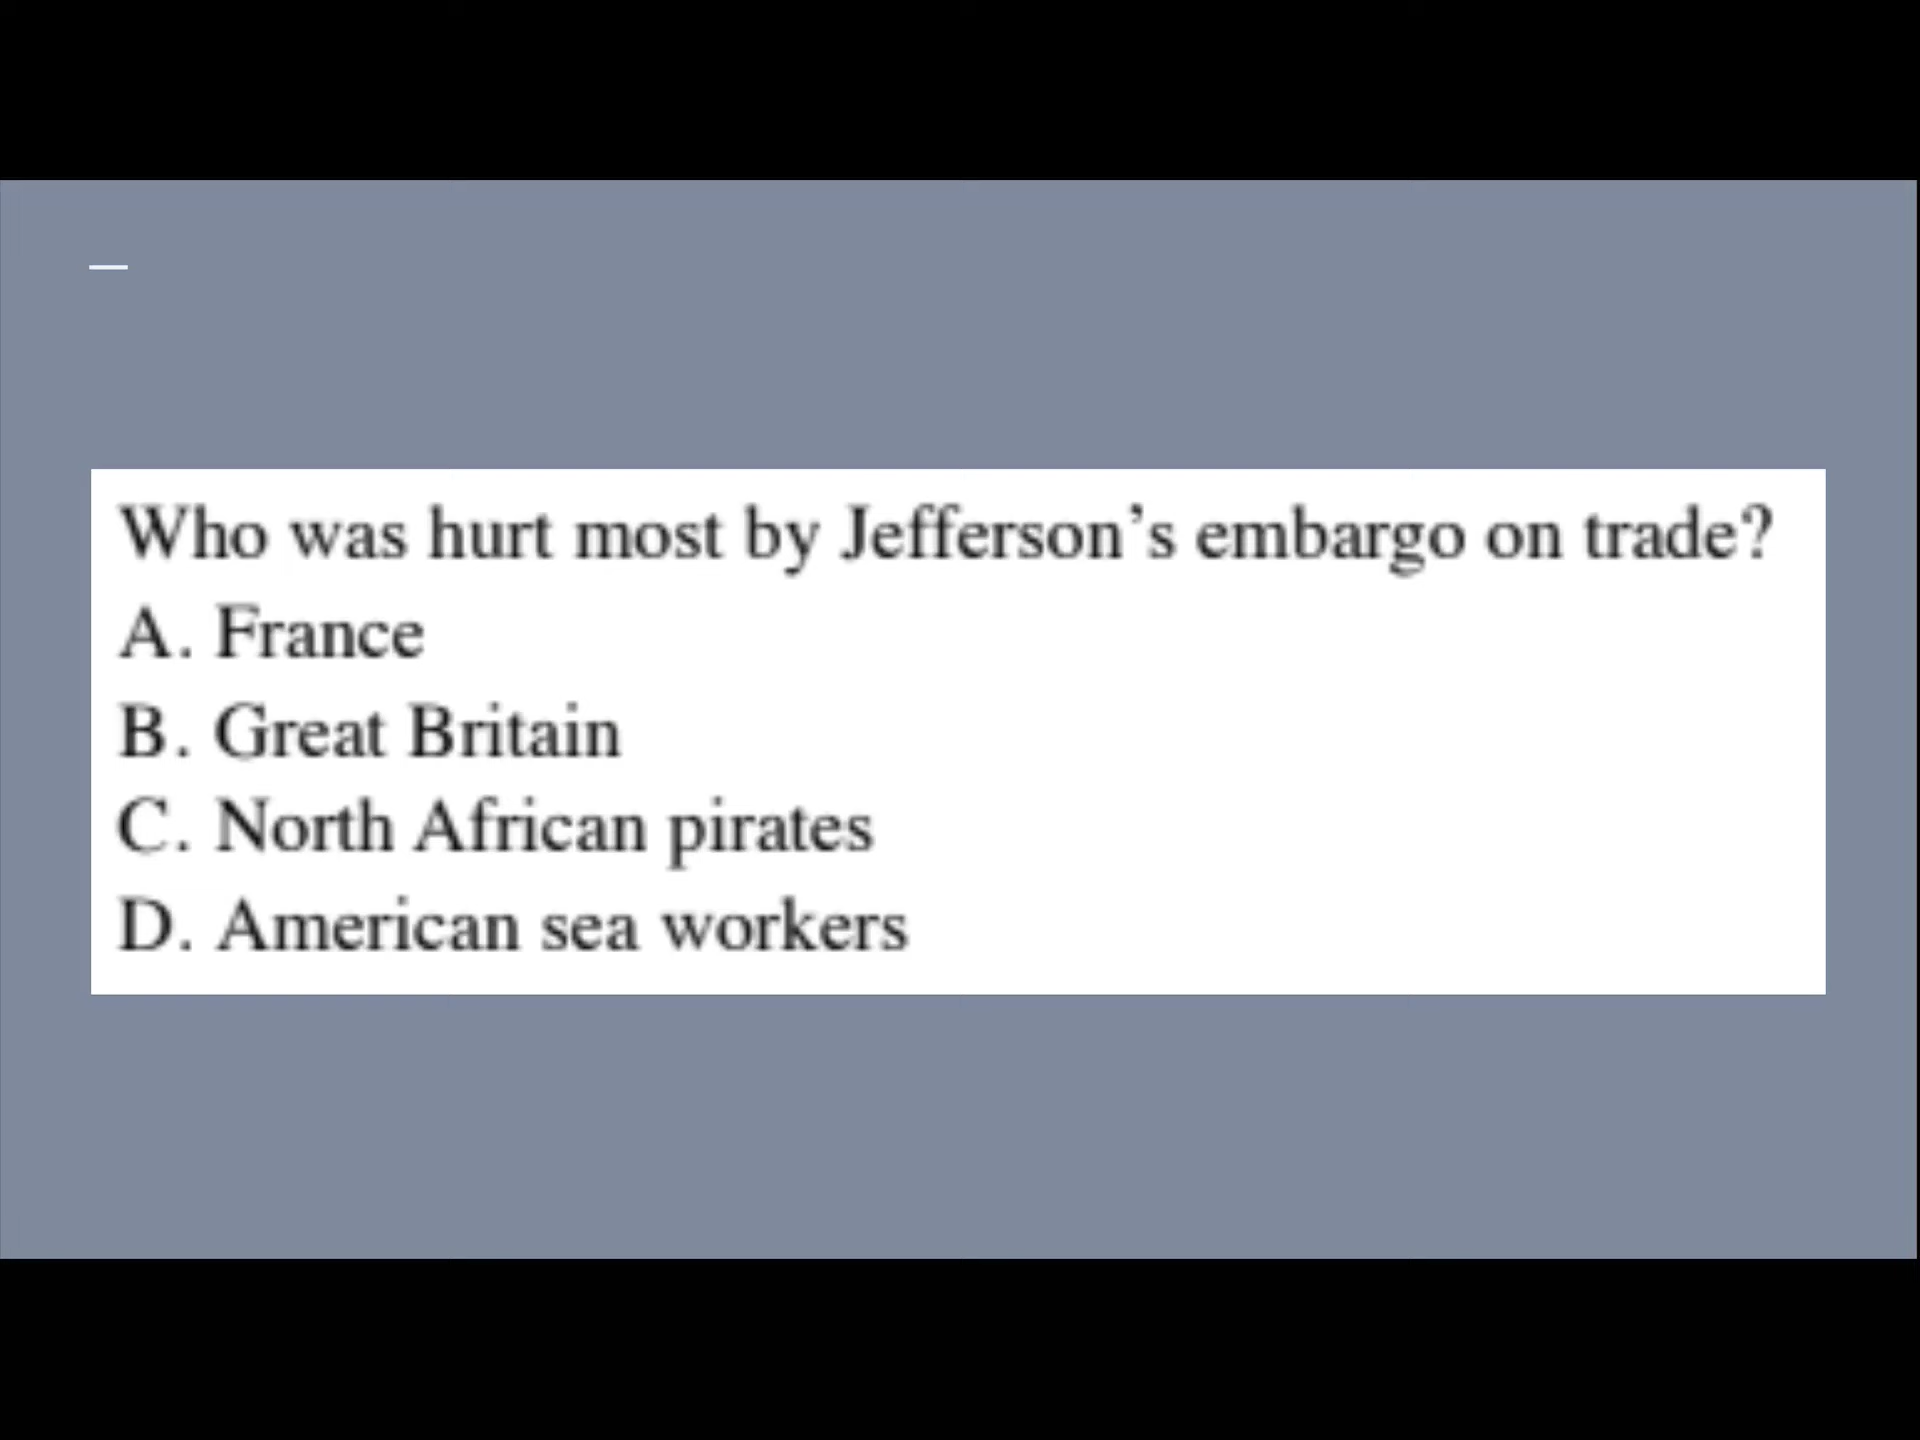 Who was hurt most by Jefferson’s embargo on trade?
A. France
B. Great Britain
C. North African pirates
D. American sea workers